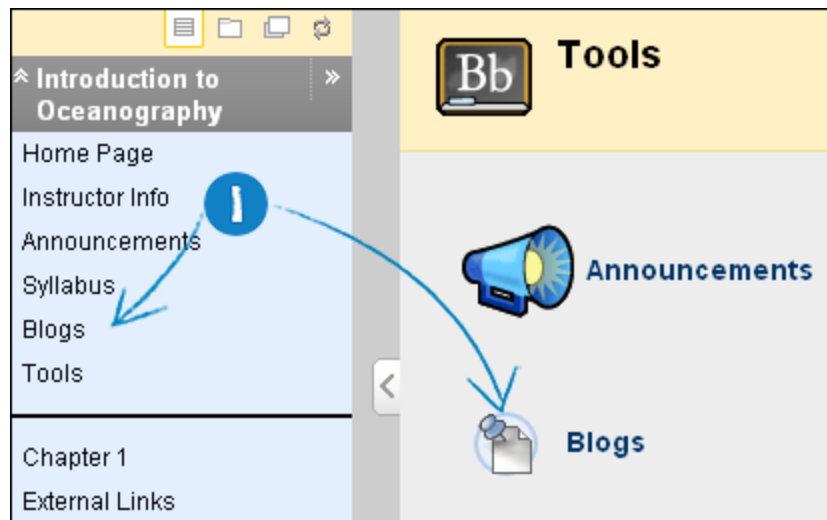 Introduction to
Oceanography
Home Page
Instructor Info
Announcements
Syllabus
Blogs
Tools
Chapter 1
External Links
1
Bb
Tools
Announcements
Blogs